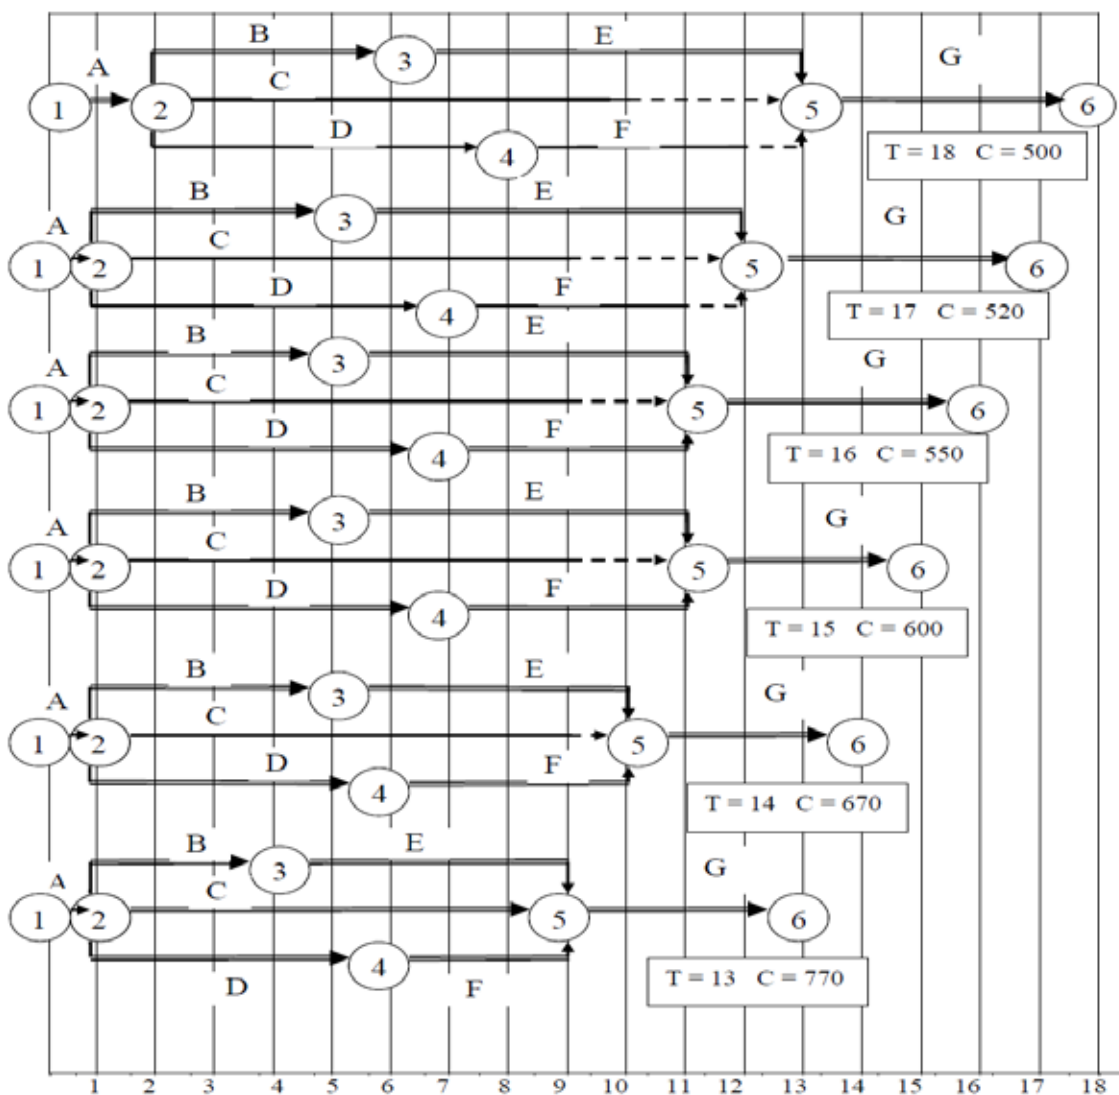 B E
A C G
1 2 3 5 6
D F
4
T = 18 C = 500
B E
A C G
1 2 3 5 6
D F
4
T = 17 C = 520
B E
A C G
1 2 3 5 6
D F
4
T = 16 C = 550
B E
A C G
1 2 3 5 6
D F
4
T = 15 C = 600
B E
A C G
1 2 3 5 6
D F
4
T = 14 C = 670
B E
A C G
1 2 3 5 6
4
D F
T = 13 C = 770
1 2 3 4 5 6 7 8 9 10 11 12 13 14 15 16 17 18